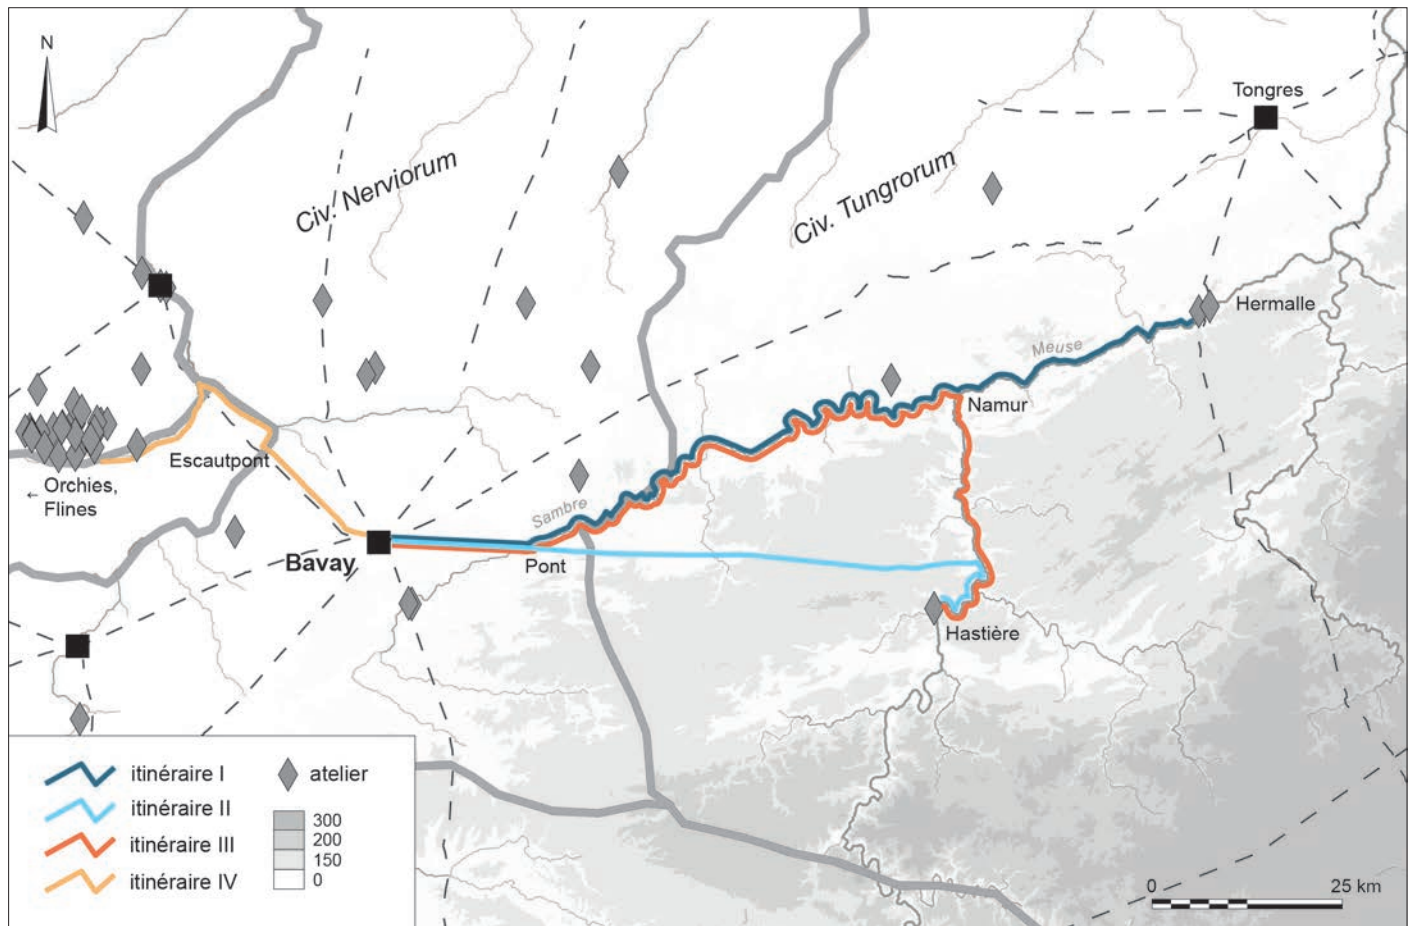 N
Tongres
Civ. Nerviorum
Civ. Tungrorum
Hermalle
Meuse
Namur
Escautpont
← Orchies,
Flines
Sambre
Bavay
Pont
Hastière
itinéraire I
itinéraire II
itinéraire III
itinéraire IV
atelier
300
200
150
0
0 25 km